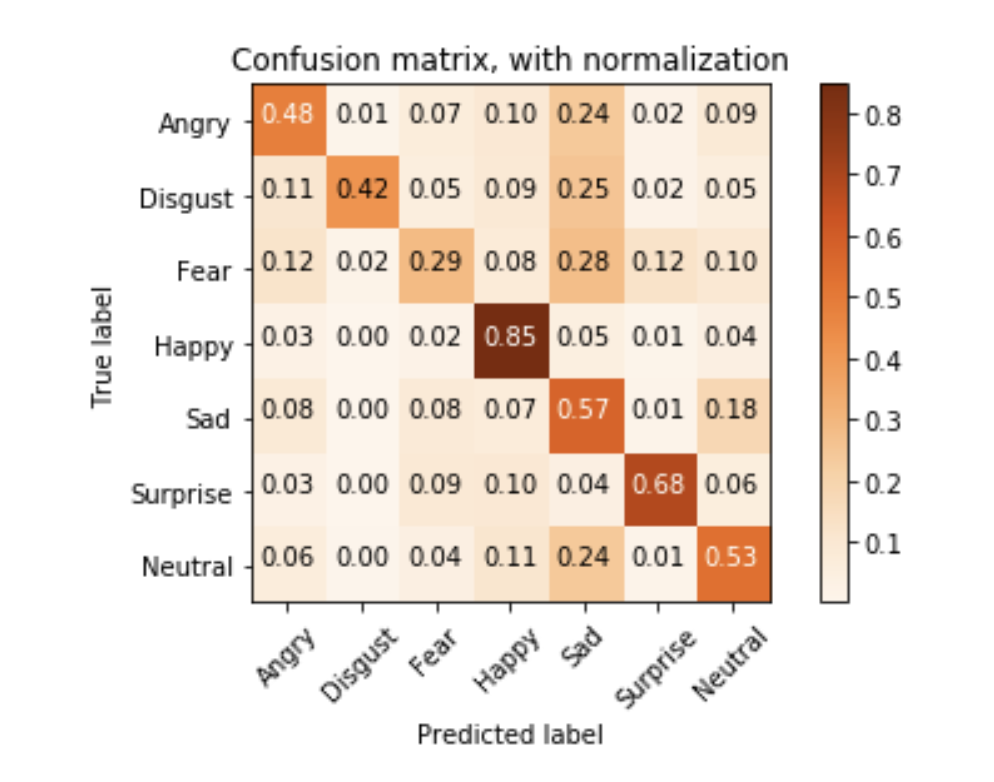 Confusion matrix, with normalization
True label
Angry 0.48 0.01 0.07 0.10 0.24 0.02 0.09
Disgust 0.11 0.42 0.05 0.09 0.25 0.02 0.05
Fear 0.12 0.02 0.29 0.08 0.28 0.12 0.10
Happy 0.03 0.00 0.02 0.85 0.05 0.01 0.04
Sad 0.08 0.00 0.08 0.07 0.57 0.01 0.18
Surprise 0.03 0.00 0.09 0.10 0.04 0.68 0.06
Neutral 0.06 0.00 0.04 0.11 0.24 0.01 0.53
Angry Disgust Fear Happy Sad Surprise Neutral
Predicted label
0.8
0.7
0.6
0.5
0.4
0.3
0.2
0.1